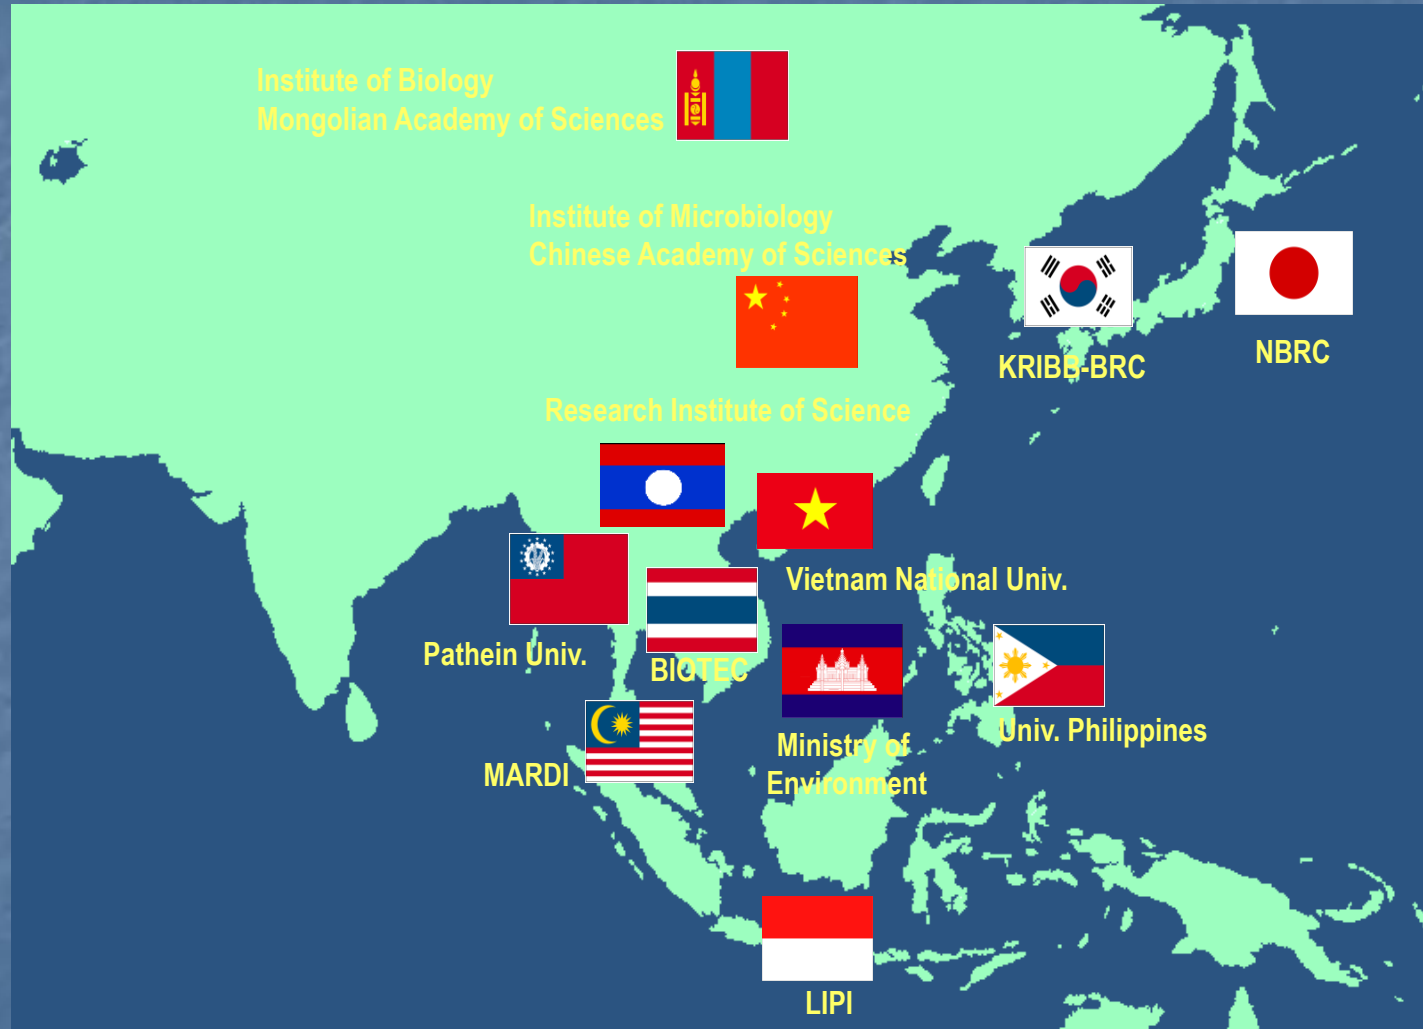 Institute of Biology
Mongolian Academy of Sciences
Institute of Microbiology
Chinese Academy of Sciences
KRIBB-BRC
NBRC
Research Institute of Science
Vietnam National Univ.
Pathein Univ.
BIOTEC
Ministry of
Environment
Univ. Philippines
MARDI
LIPI